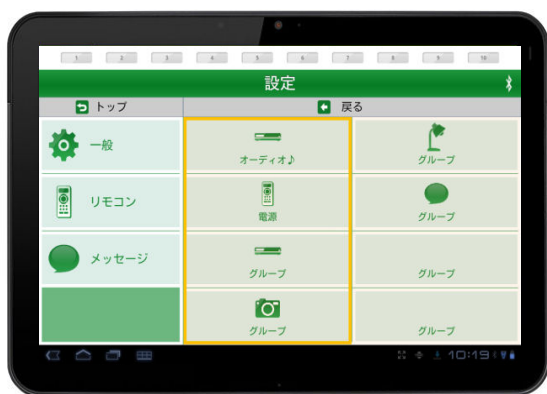 1 2 3 4 5 6 7 8 9 10
設定
トップ 戻る
一般
オーディオ♪
グループ
リモコン
電源
グループ
メッセージ
グループ
グループ
グループ
グループ
10:19